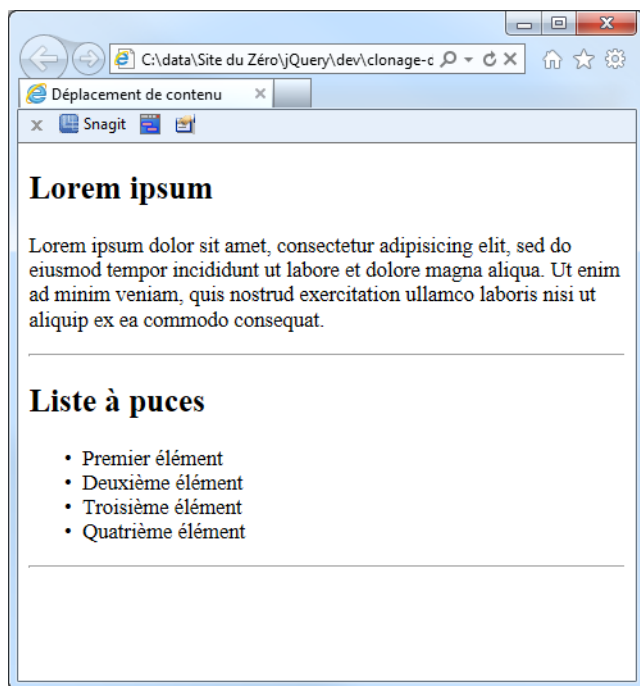 C:\data\Site du Zéro\jQuery\dev\clonage-c
Déplacement de contenu
Snagit
Lorem ipsum
Lorem ipsum dolor sit amet, consectetur adipisicing elit, sed do
eiusmod tempor incididunt ut labore et dolore magna aliqua. Ut enim
ad minim veniam, quis nostrud exercitation ullamco laboris nisi ut
aliquip ex ea commodo consequat.
Liste à puces
• Premier élément
• Deuxième élément
• Troisième élément
• Quatrième élément